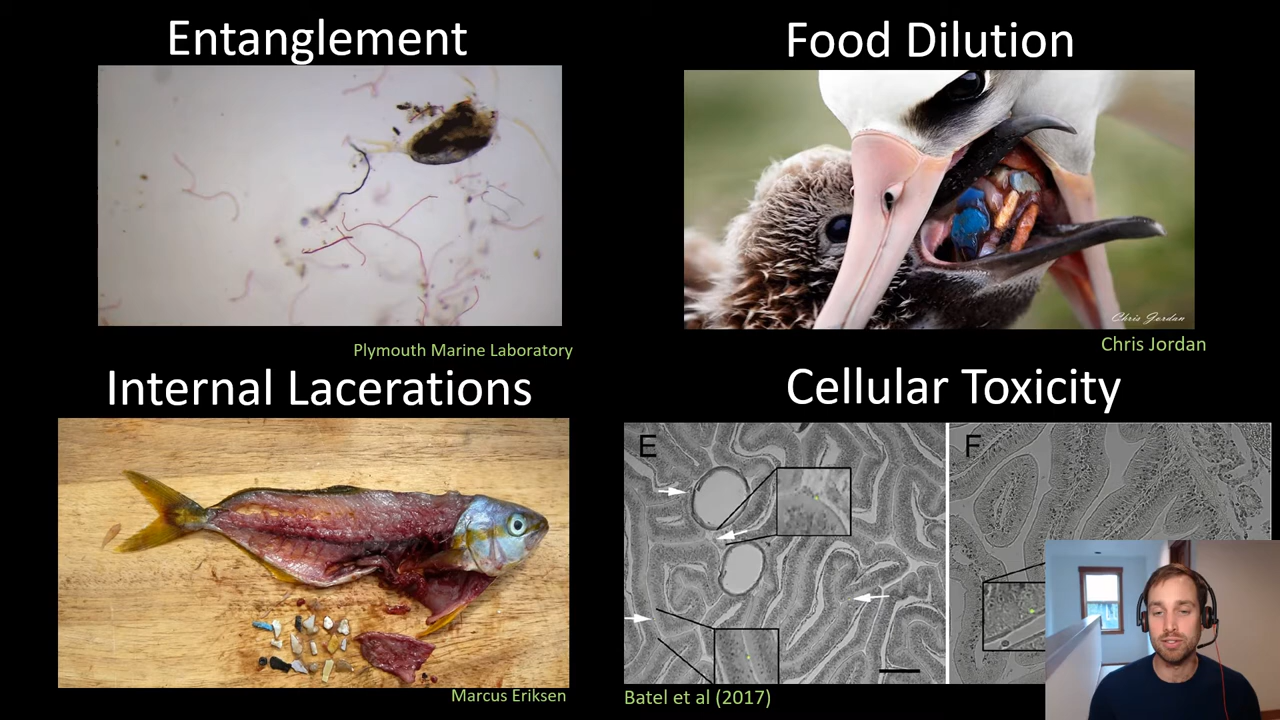 Entanglement
Food Dilution
Chris Jordan
Plymouth Marine Laboratory
Chris Jordan
Internal Lacerations
Cellular Toxicity
E
F
Marcus Eriksen
Batel et al (2017)